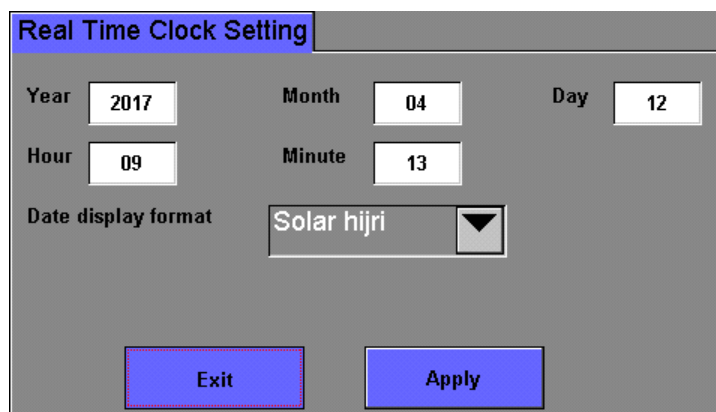 Real Time Clock Setting
Year 2017 Month 04 Day 12
Hour 09 Minute 13
Date display format Solar hijri
Exit Apply